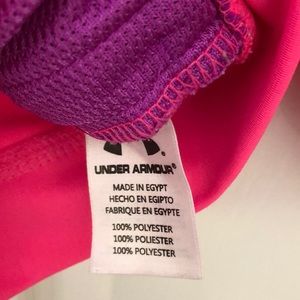 UNDER ARMOUR®
MADE IN EGYPT
HECHO EN EGIPTO
FABRIQUE EN EGYPTE
100% POLYESTER
100% POLIESTER
100% POLYESTER